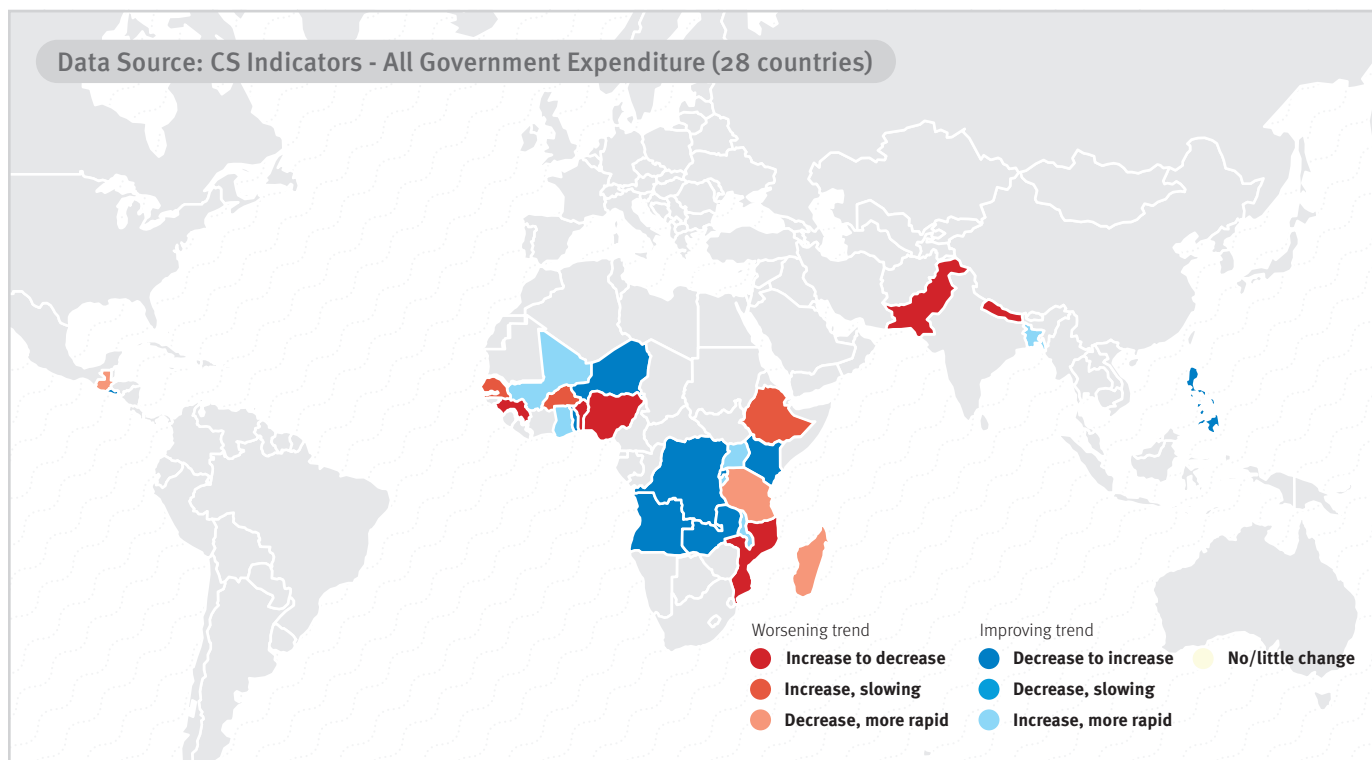 Data Source: CS Indicators - All Government Expenditure (28 countries)
Worsening trend
Increase to decrease
Increase, slowing
Decrease, more rapid
Improving trend
Decrease to increase
Decrease, slowing
Increase, more rapid
No/little change